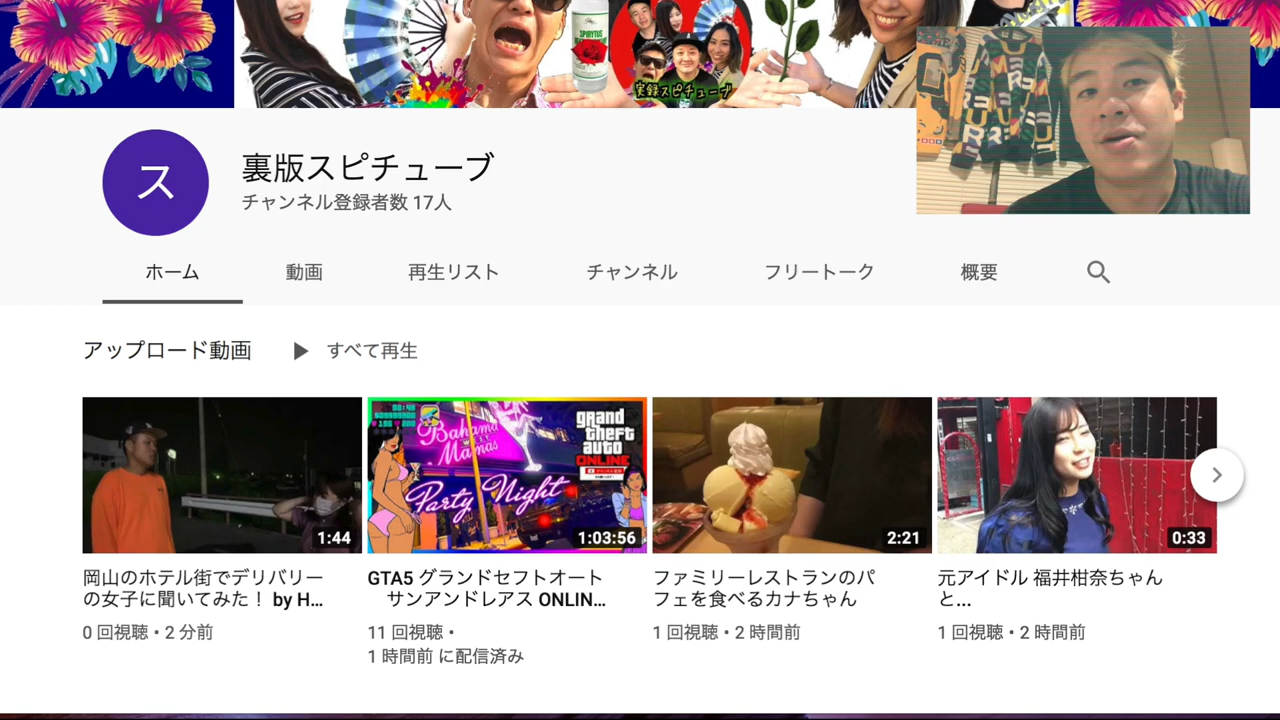 SPIRYTUS
実録スピチューブ
ス
裏版スピチューブ
チャンネル登録者数 17人
ホーム
動画
再生リスト
チャンネル
フリートーク
概要
アップロード動画
すべて再生
1:44
Bahama
Mamas
Party Night
grand
theft
auto
ONLINE
1:03:56
2:21
0:33
岡山のホテル街でデリバリー
の女子に聞いてみた！ by H...
GTA5 グランドセフトオート
サンアンドレアス ONLIN...
ファミリーレストランのパ
フェを食べるカナちゃん
元アイドル 福井柑奈ちゃん
と...
0 回視聴・2 分前
11 回視聴・
1 時間前 に配信済み
1 回視聴・2 時間前
1 回視聴・2 時間前